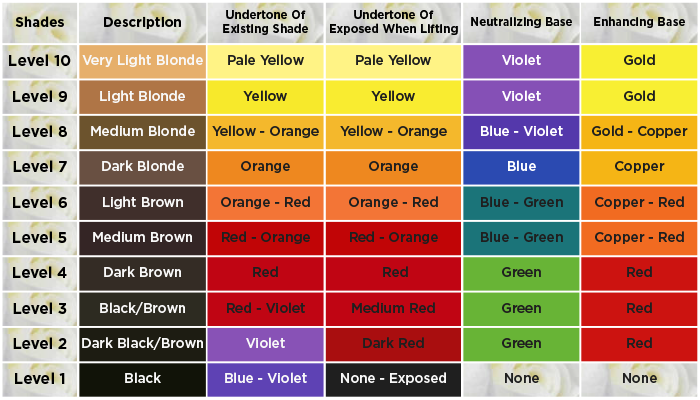 Shades Description Undertone Of Existing Shade Undertone Of Exposed When Lifting Neutralizing Base Enhancing Base
Level 10 Very Light Blonde Pale Yellow Pale Yellow Violet Gold
Level 9 Light Blonde Yellow Yellow Violet Gold
Level 8 Medium Blonde Yellow - Orange Yellow - Orange Blue - Violet Gold - Copper
Level 7 Dark Blonde Orange Orange Blue Copper
Level 6 Light Brown Orange - Red Orange - Red Blue - Green Copper - Red
Level 5 Medium Brown Red - Orange Red - Orange Blue - Green Copper - Red
Level 4 Dark Brown Red Red Green Red
Level 3 Black/Brown Red - Violet Medium Red Green Red
Level 2 Dark Black/Brown Violet Dark Red Green Red
Level 1 Black Blue - Violet None - Exposed None None